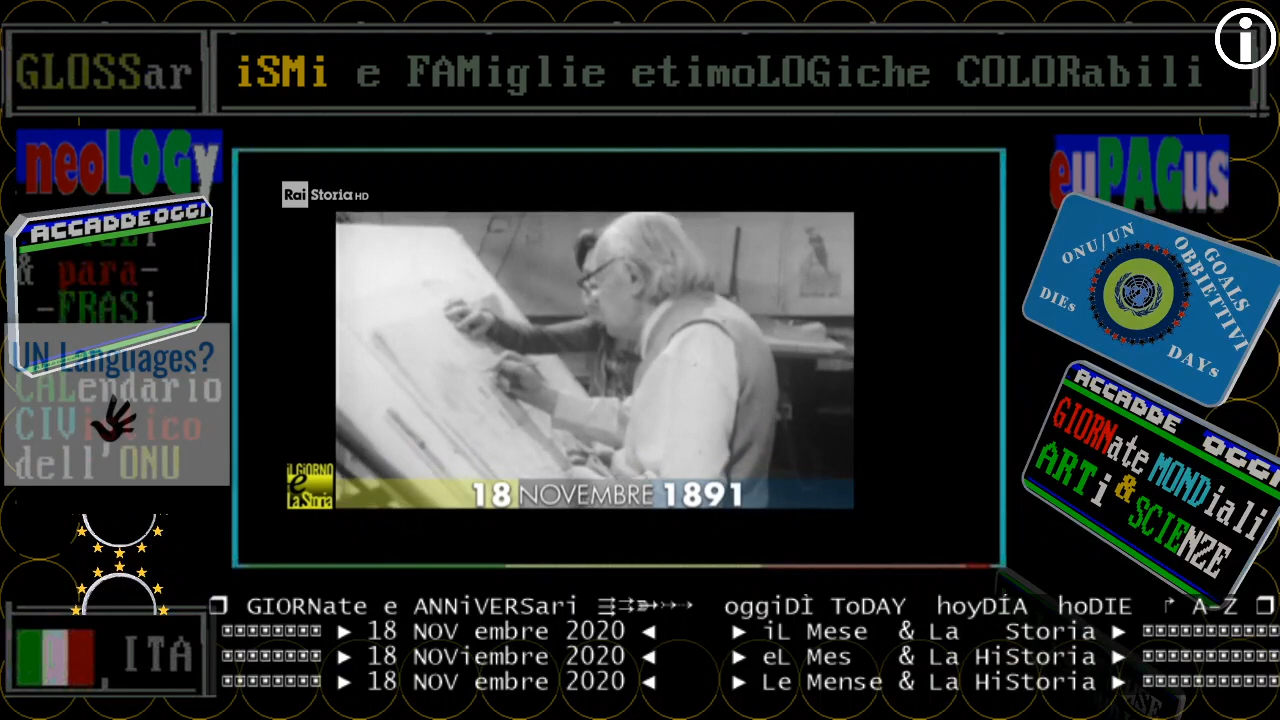 GLOSSar
iSMi e FAMiglie etimoLOGiche COLORabili
neoLOGy
euPAGus
ACCADDE OGGI
& para-
-FRASi
UN Languages?
CALendario
dell'ONU
Rai Storia HD
iL GiORNO
e
la Storia
18 NOVEMBRE 1891
ONU/UN
GOALS
OBBIETTIVI
DIEs
DAYs
ACCADDE OGGI
GIORNate MONDiali
ARTi & SCIENZE
GIORNate e ANNiVERSari oggiDÌ ToDAY hoyDÍA hoDIE A-Z
18 NOV embre 2020 iL Mese & La Storia
18 NOViembre 2020 eL Mes & La HiStoria
18 NOV embre 2020 Le Mense & La HiStoria
, ITA